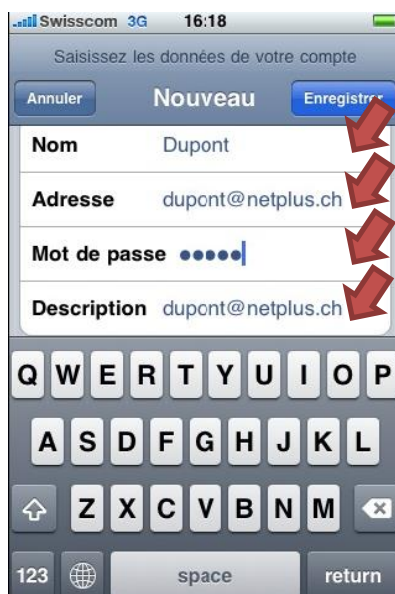 Swisscom 3G 16:18
Saisissez les données de votre compte
Annuler Nouveau Enregistrer
Nom Dupont
Adresse dupont@netplus.ch
Mot de passe •••••
Description dupont@netplus.ch
Q W E R T Y U I O P
A S D F G H J K L
Z X C V B N M
123 space return